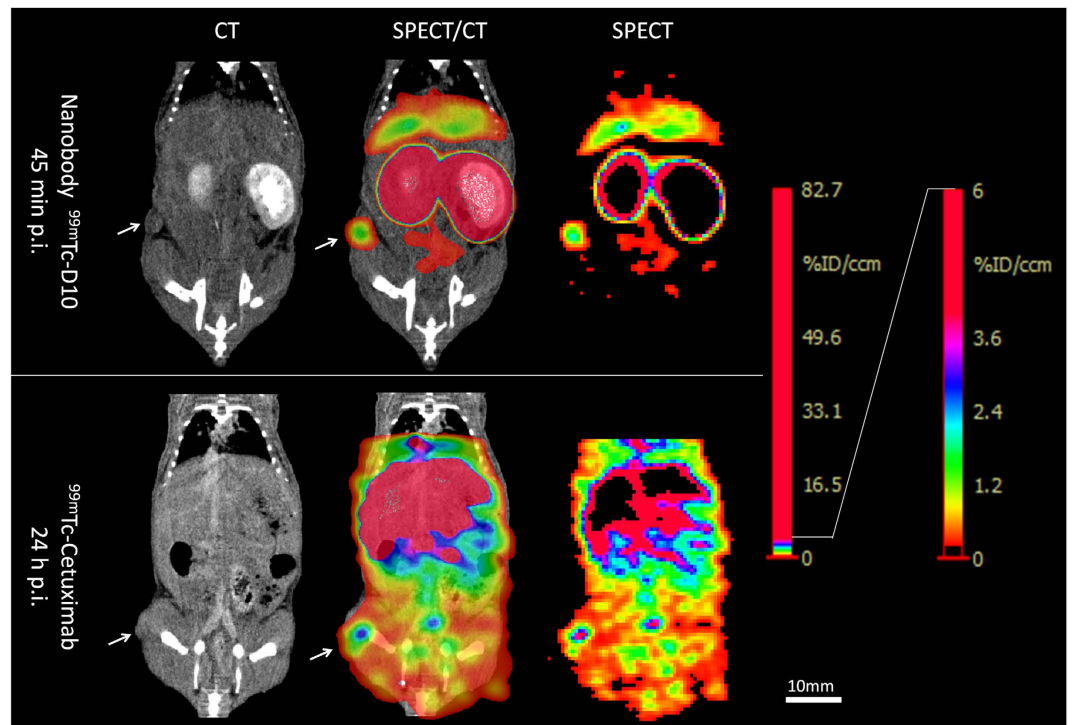 CT
SPECT/CT
SPECT
Nanobody ⁹⁹ᵐTc-D10
45 min p.i.
⁹⁹ᵐTc-Cetuximab
24 h p.i.
82.7
%ID/ccm
49.6
33.1
16.5
0
6
%ID/ccm
3.6
2.4
1.2
0
10mm